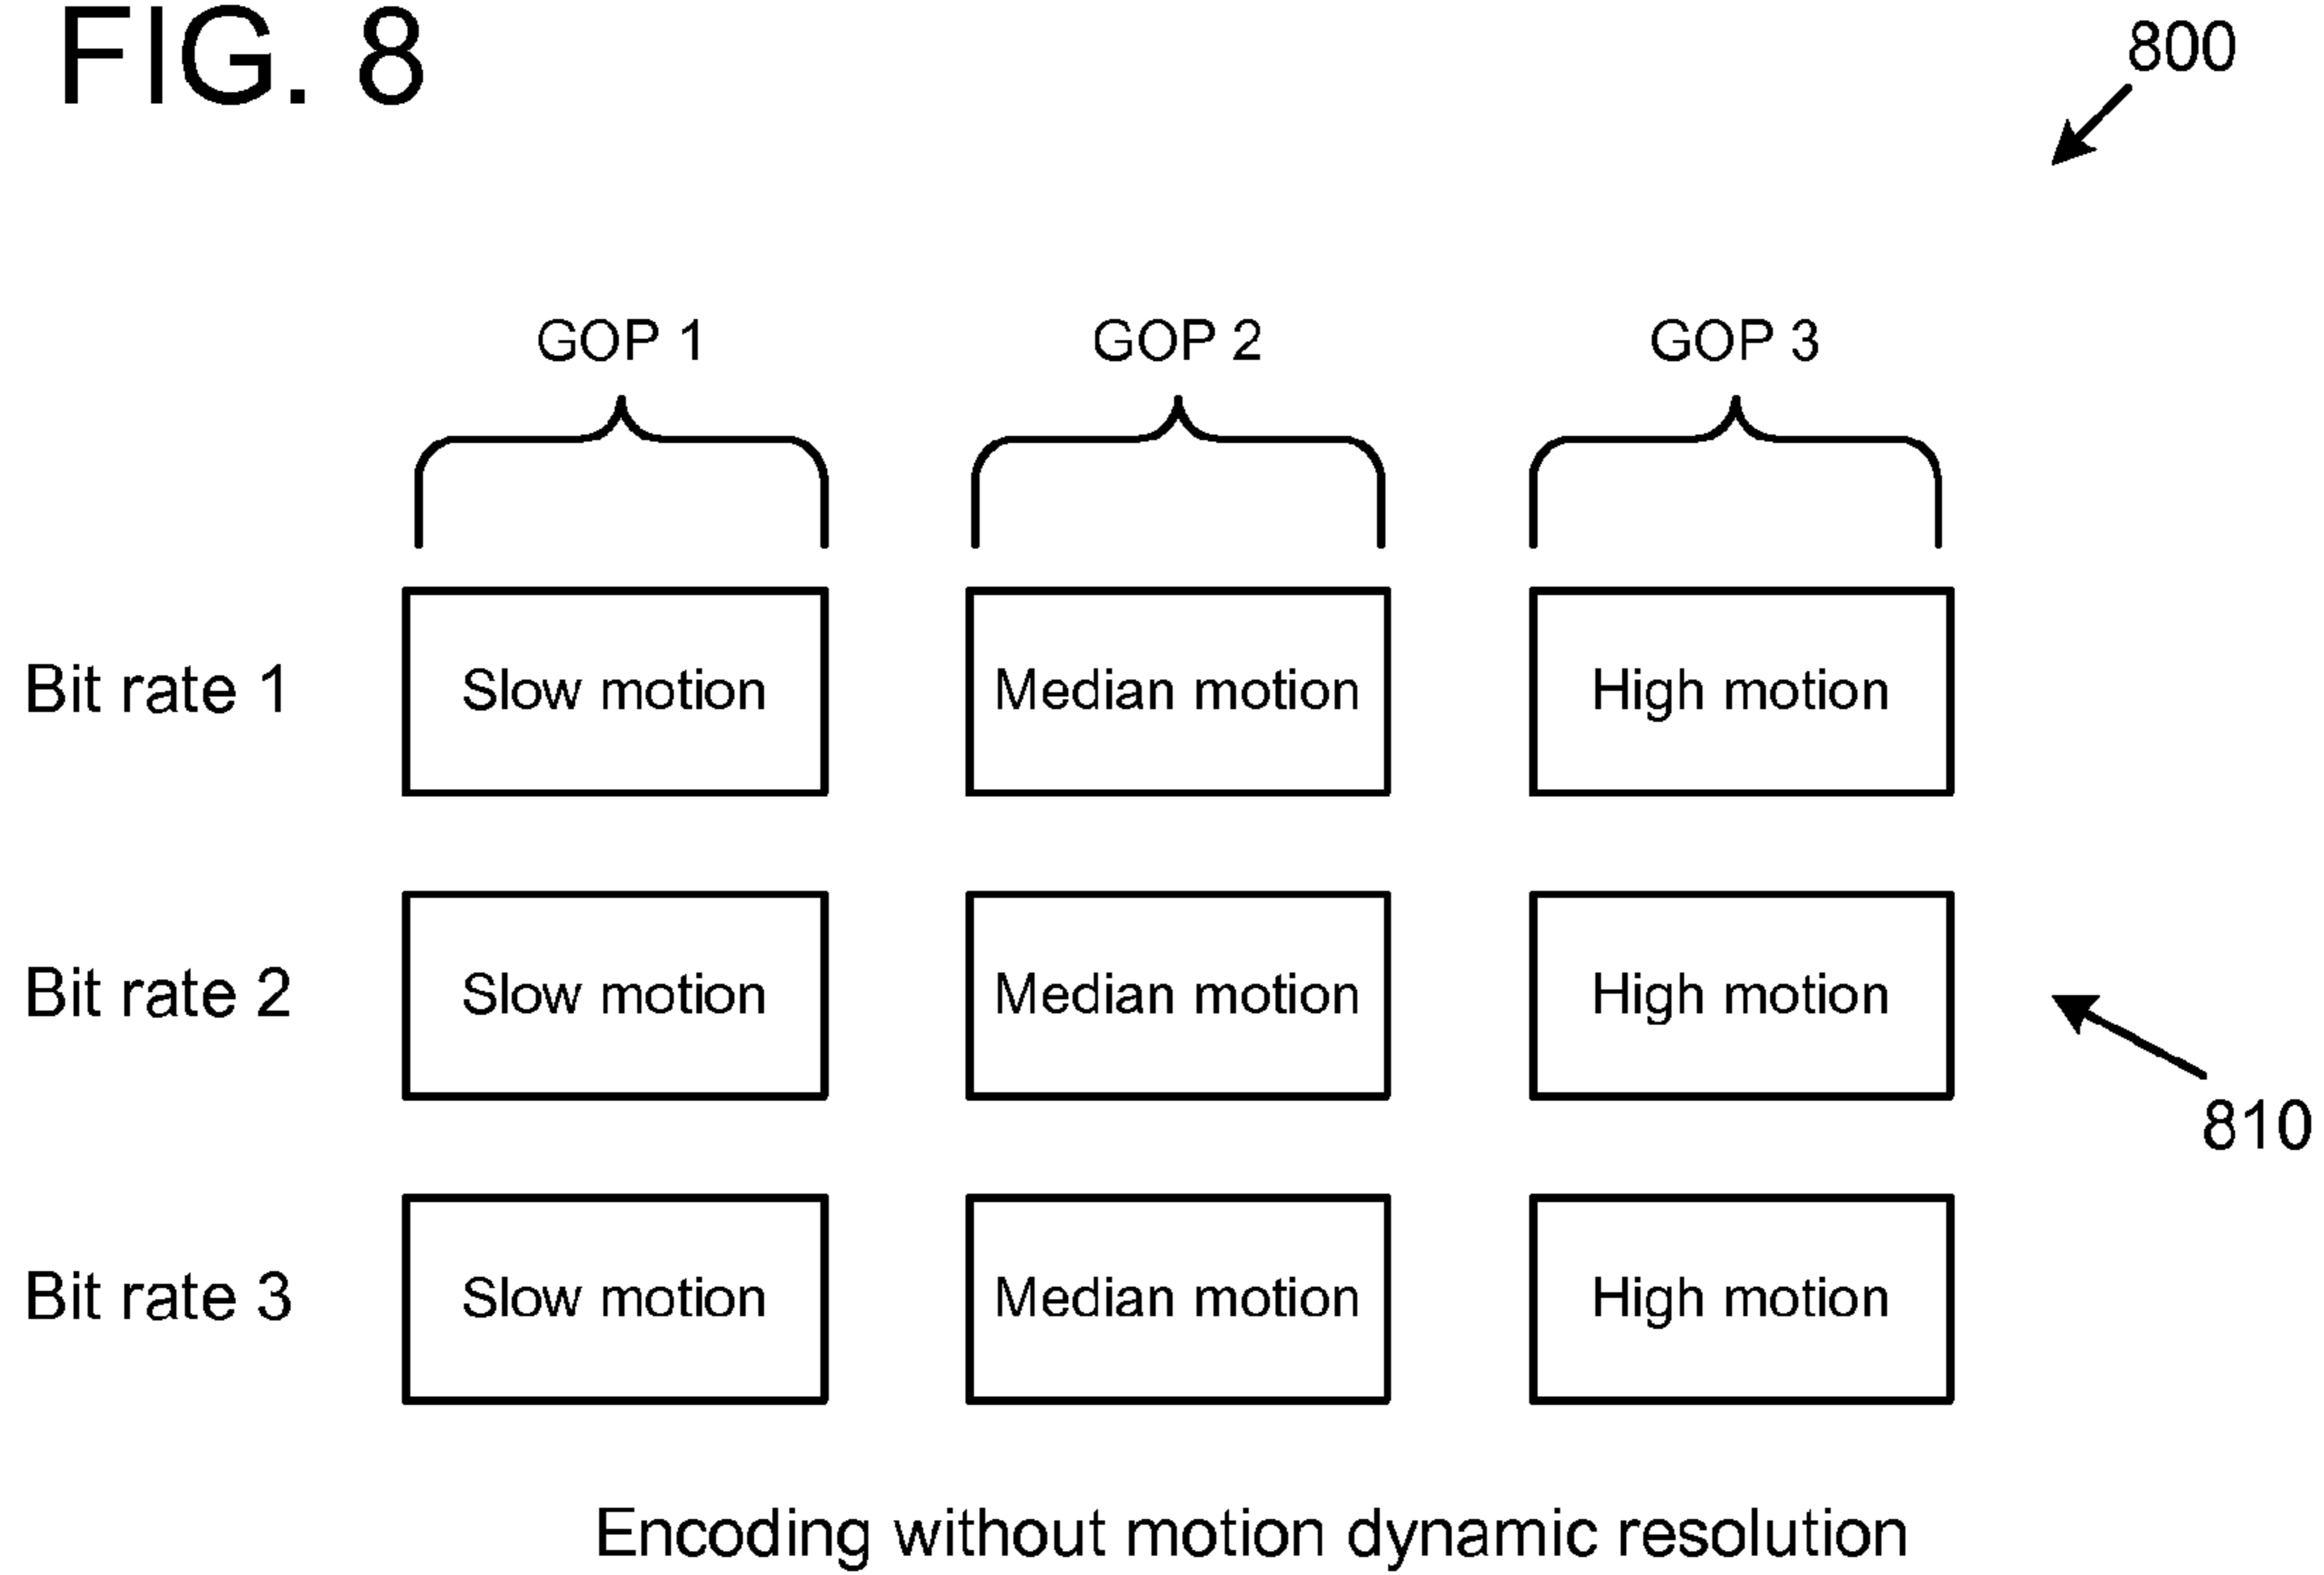 FIG. 8
800
GOP 1 GOP 2 GOP 3
Bit rate 1 Slow motion Median motion High motion
Bit rate 2 Slow motion Median motion High motion
810
Bit rate 3 Slow motion Median motion High motion
Encoding without motion dynamic resolution